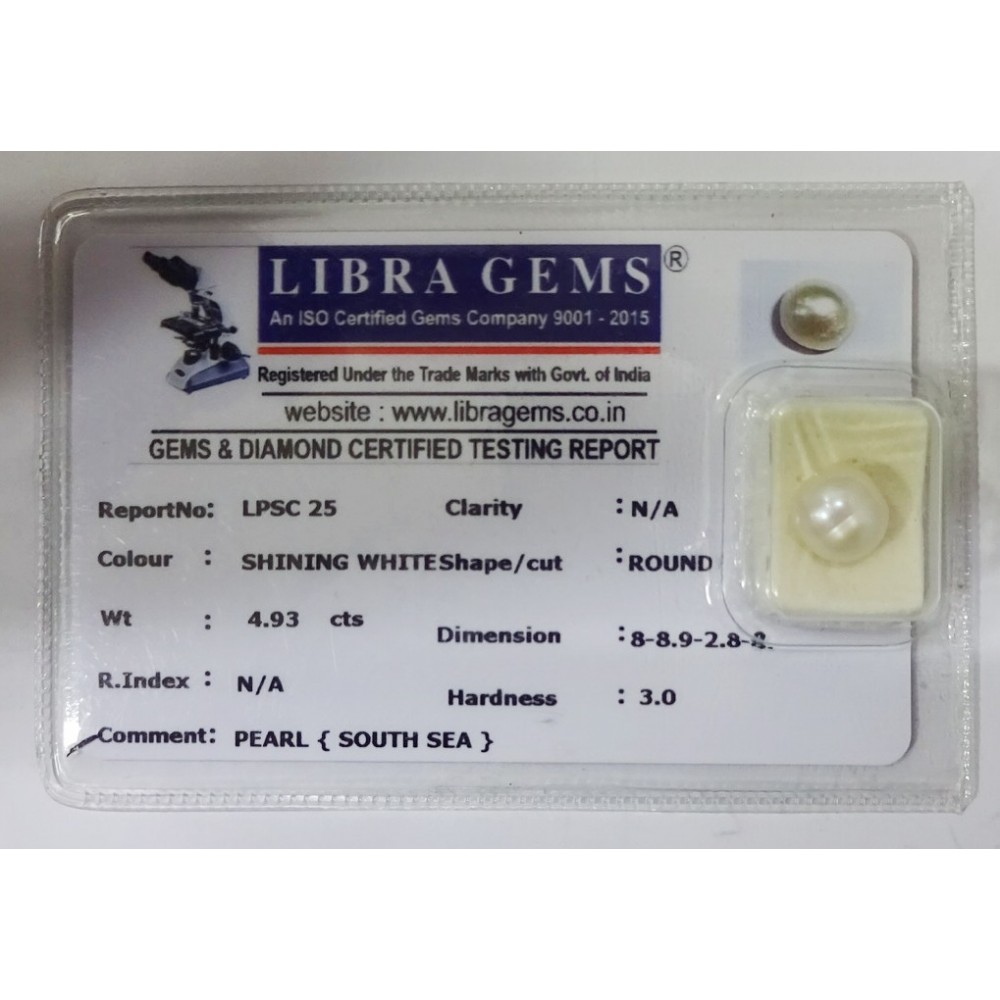 LIBRA GEMS ®
An ISO Certified Gems Company 9001 - 2015
Registered Under the Trade Marks with Govt. of India
website : www.libragems.co.in
GEMS & DIAMOND CERTIFIED TESTING REPORT
ReportNo: LPSC 25 Clarity : N/A
Colour : SHINING WHITE Shape/cut : ROUND
Wt : 4.93 cts Dimension : 8-8.9-2.8-
R.Index : N/A Hardness : 3.0
Comment: PEARL { SOUTH SEA }